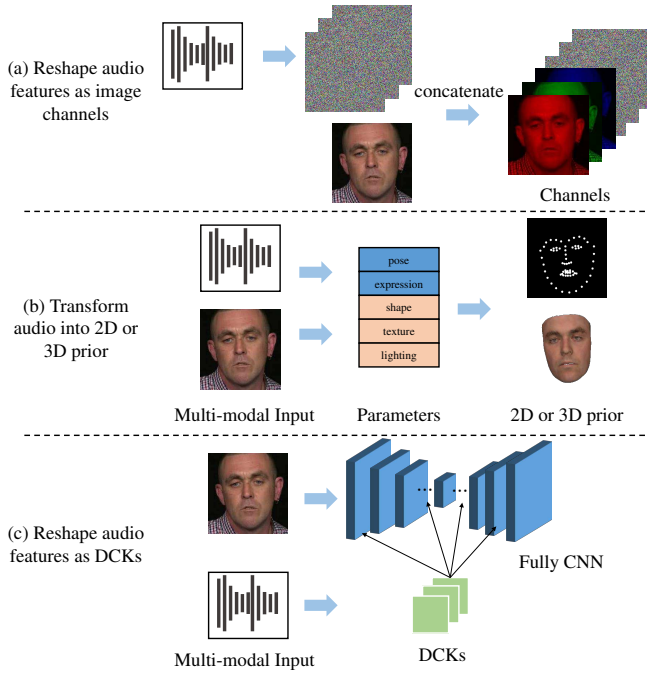 (a) Reshape audio
features as image
channels
concatenate
Channels
(b) Transform
audio into 2D or
3D prior
pose
expression
shape
texture
lighting
Multi-modal Input
Parameters
2D or 3D prior
(c) Reshape audio
features as DCKs
Fully CNN
Multi-modal Input
DCKs